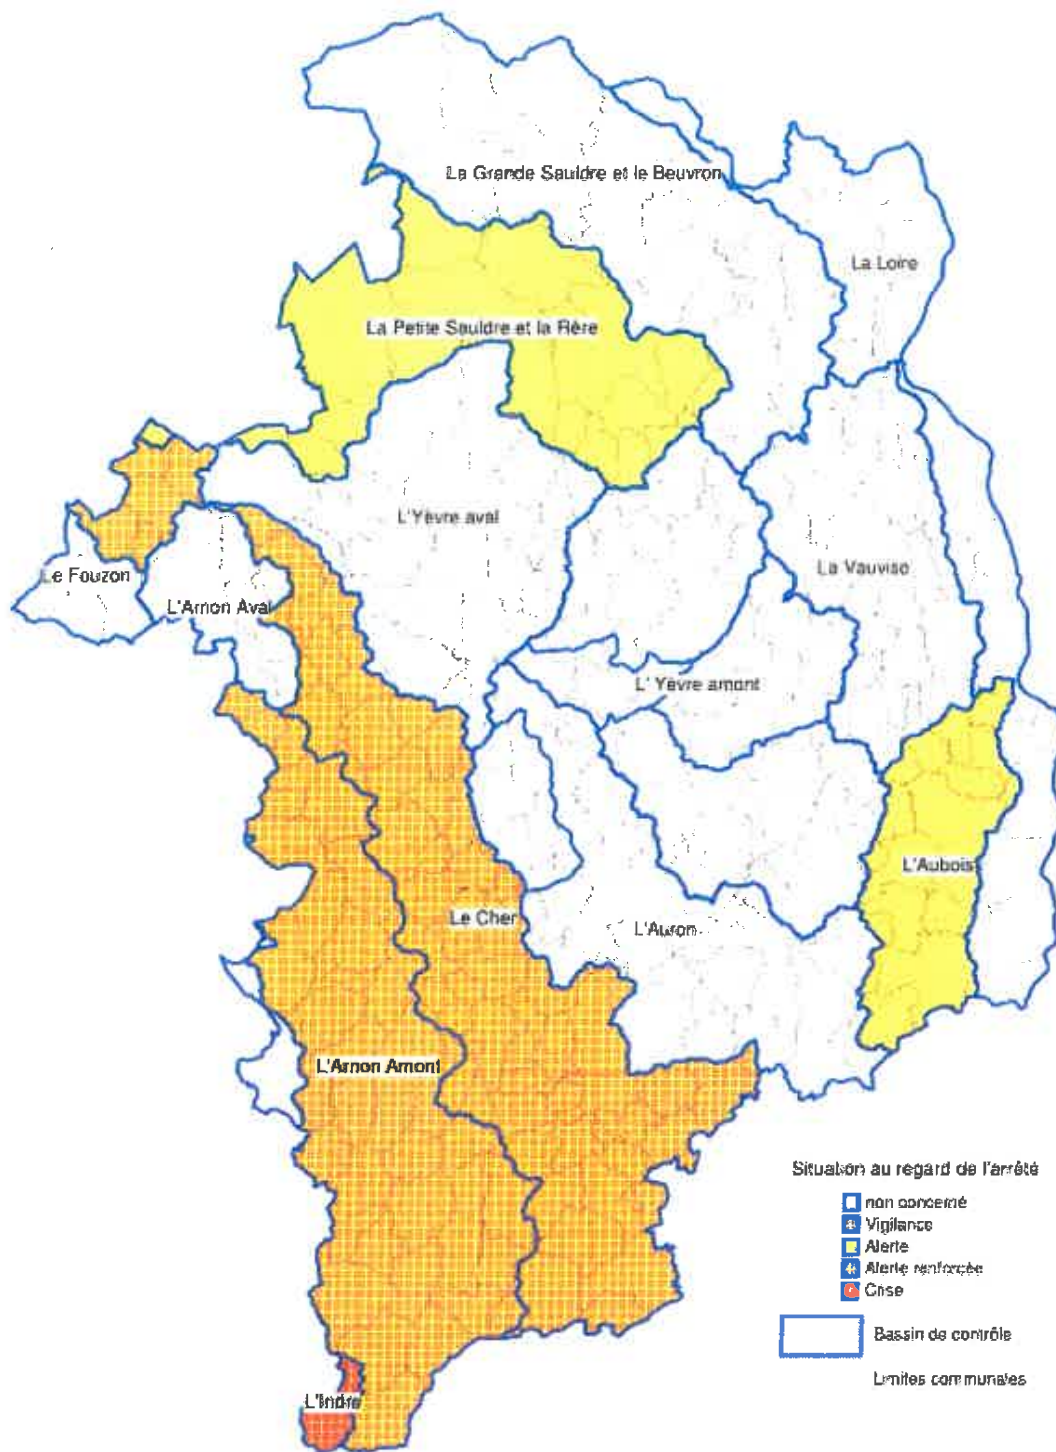 La Grande Sauldre et le Beuvron
La Loire
La Petite Sauldre et la Rère
L'Yèvre aval
Le Fouzon
L'Arnon Aval
La Vauvise
L' Yèvre amont
L'Aubois
Le Cher
L'Auron
L'Arnon Amont
Situation au regard de l'arrêté
non concerné
Vigilance
Alerte
Alerte renforcée
Crise
Bassin de contrôle
Limites communales
L'Indre